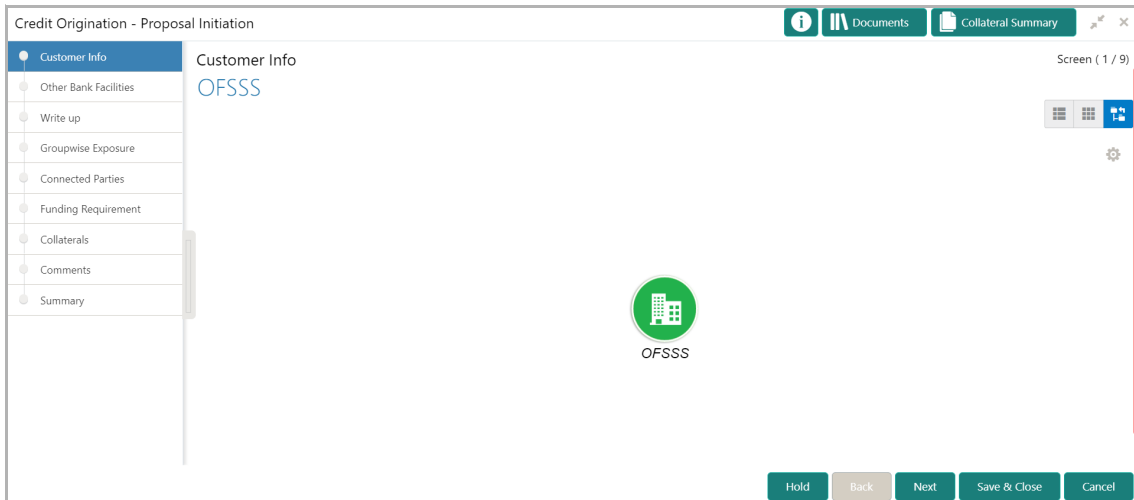 Credit Origination - Proposal Initiation
i Documents Collateral Summary
Customer Info
Other Bank Facilities
Write up
Groupwise Exposure
Connected Parties
Funding Requirement
Collaterals
Comments
Summary
Customer Info
Screen ( 1 / 9)
OFSSS
OFSSS
Hold Back Next Save & Close Cancel